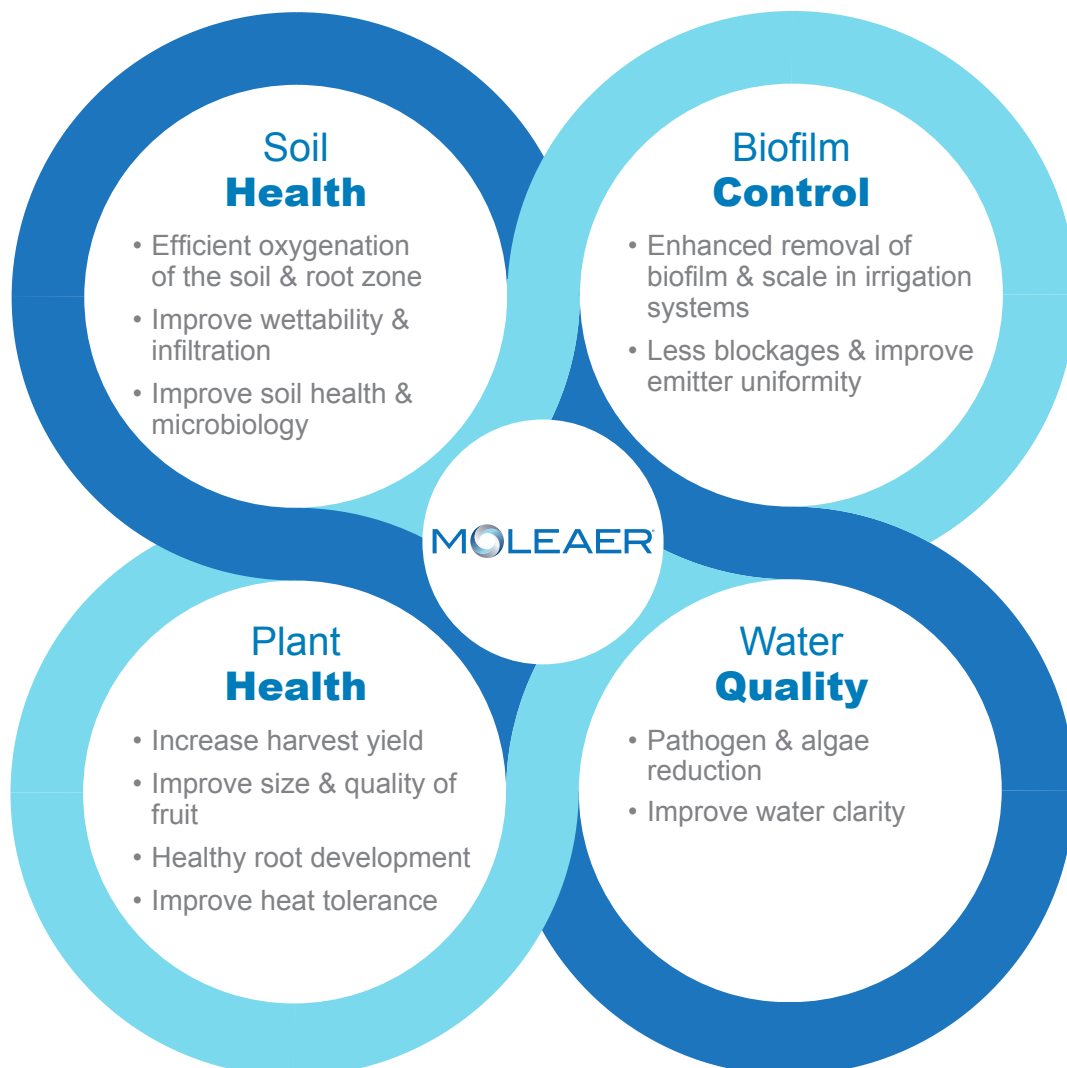 Soil
Health
• Efficient oxygenation
of the soil & root zone
• Improve wettability &
infiltration
• Improve soil health &
microbiology
Biofilm
Control
• Enhanced removal of
biofilm & scale in irrigation
systems
• Less blockages & improve
emitter uniformity
MOLEAER
Plant
Health
• Increase harvest yield
• Improve size & quality of
fruit
• Healthy root development
• Improve heat tolerance
Water
Quality
• Pathogen & algae
reduction
• Improve water clarity